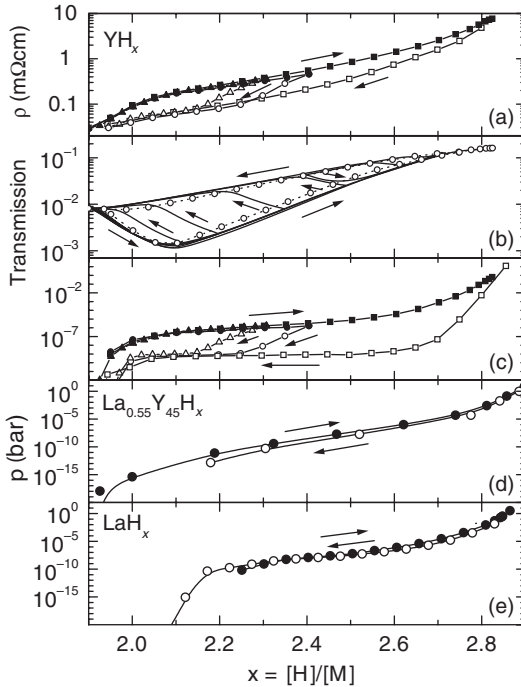 10
YHₓ
1
ρ (mΩcm)
0.1
(a)
10⁻¹
10⁻²
10⁻³
Transmission
(b)
10⁻²
10⁻⁷
(c)
10⁰
La₀.₅₅Y₄₅Hₓ
10⁻⁵
10⁻¹⁰
10⁻¹⁵
p (bar)
(d)
10⁰
LaHₓ
10⁻⁵
10⁻¹⁰
10⁻¹⁵
(e)
2.0 2.2 2.4 2.6 2.8
x = [H]/[M]